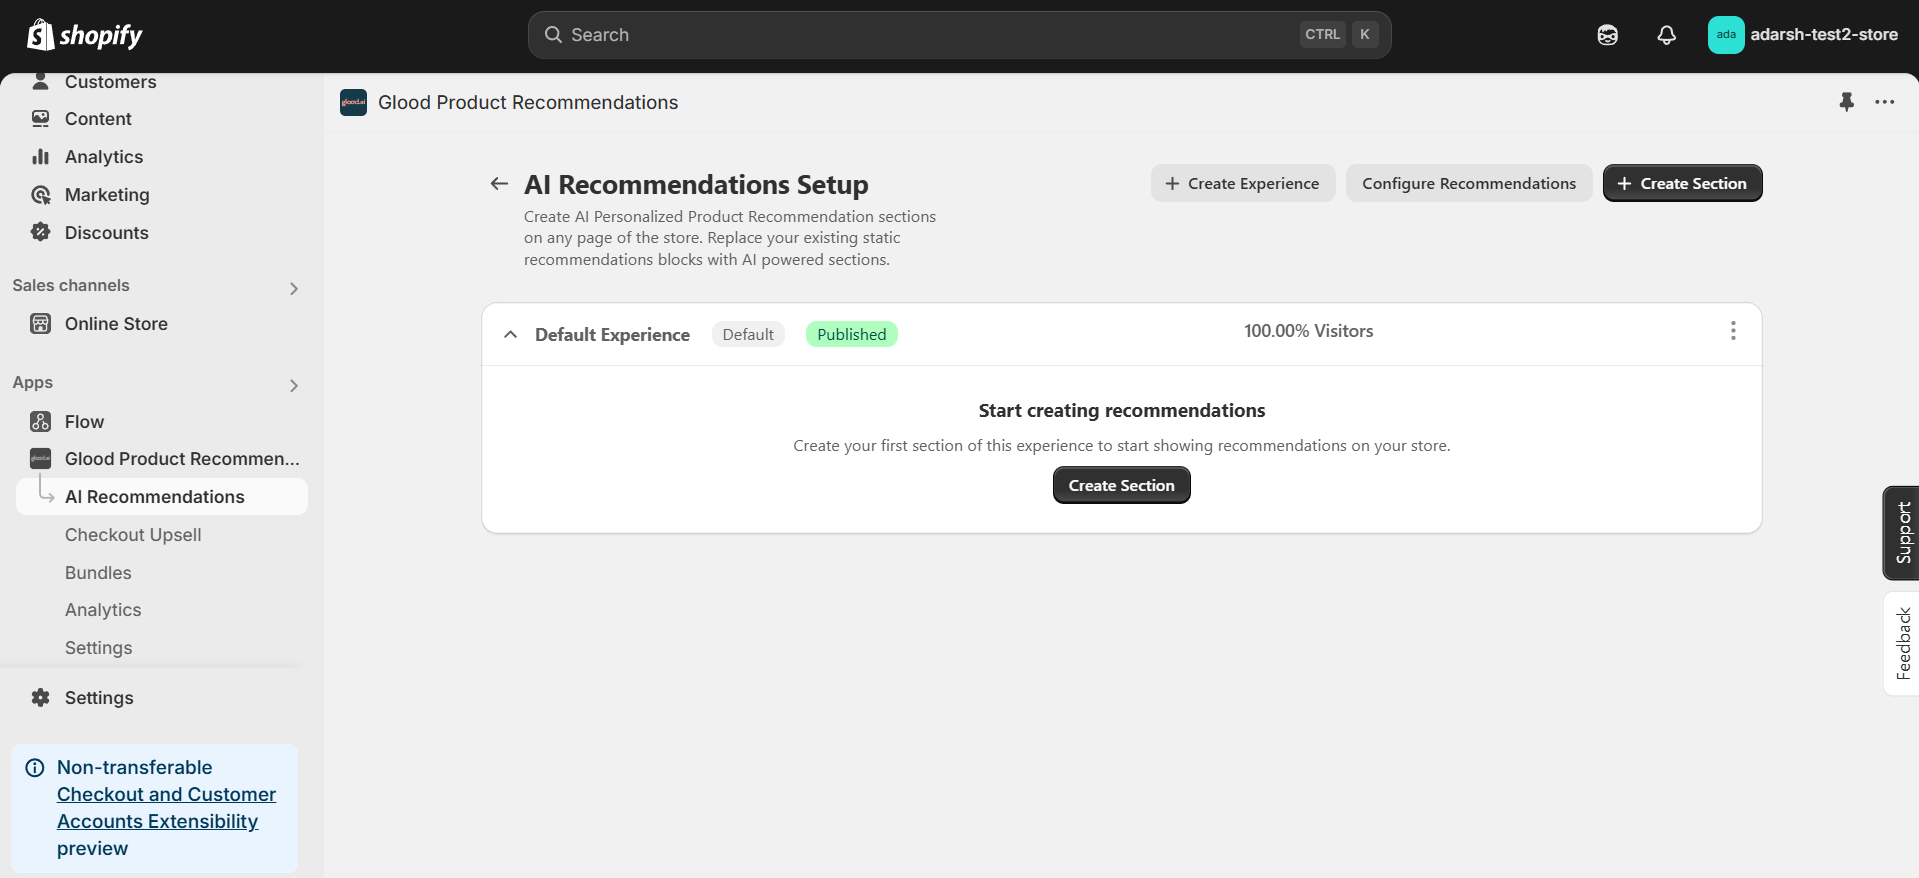 shopify
Search
CTRL K
ada
adarsh-test2-store
Customers
Content
Analytics
Marketing
Discounts
Sales channels
Online Store
Apps
Flow
Glood Product Recommen...
AI Recommendations
Checkout Upsell
Bundles
Analytics
Settings
Settings
Non-transferable
Checkout and Customer
Accounts Extensibility
preview
glood.ai
Glood Product Recommendations
AI Recommendations Setup
Create AI Personalized Product Recommendation sections
on any page of the store. Replace your existing static
recommendations blocks with AI powered sections.
Create Experience
Configure Recommendations
Create Section
Default Experience
Default
Published
100.00% Visitors
Start creating recommendations
Create your first section of this experience to start showing recommendations on your store.
Create Section
Support
Feedback